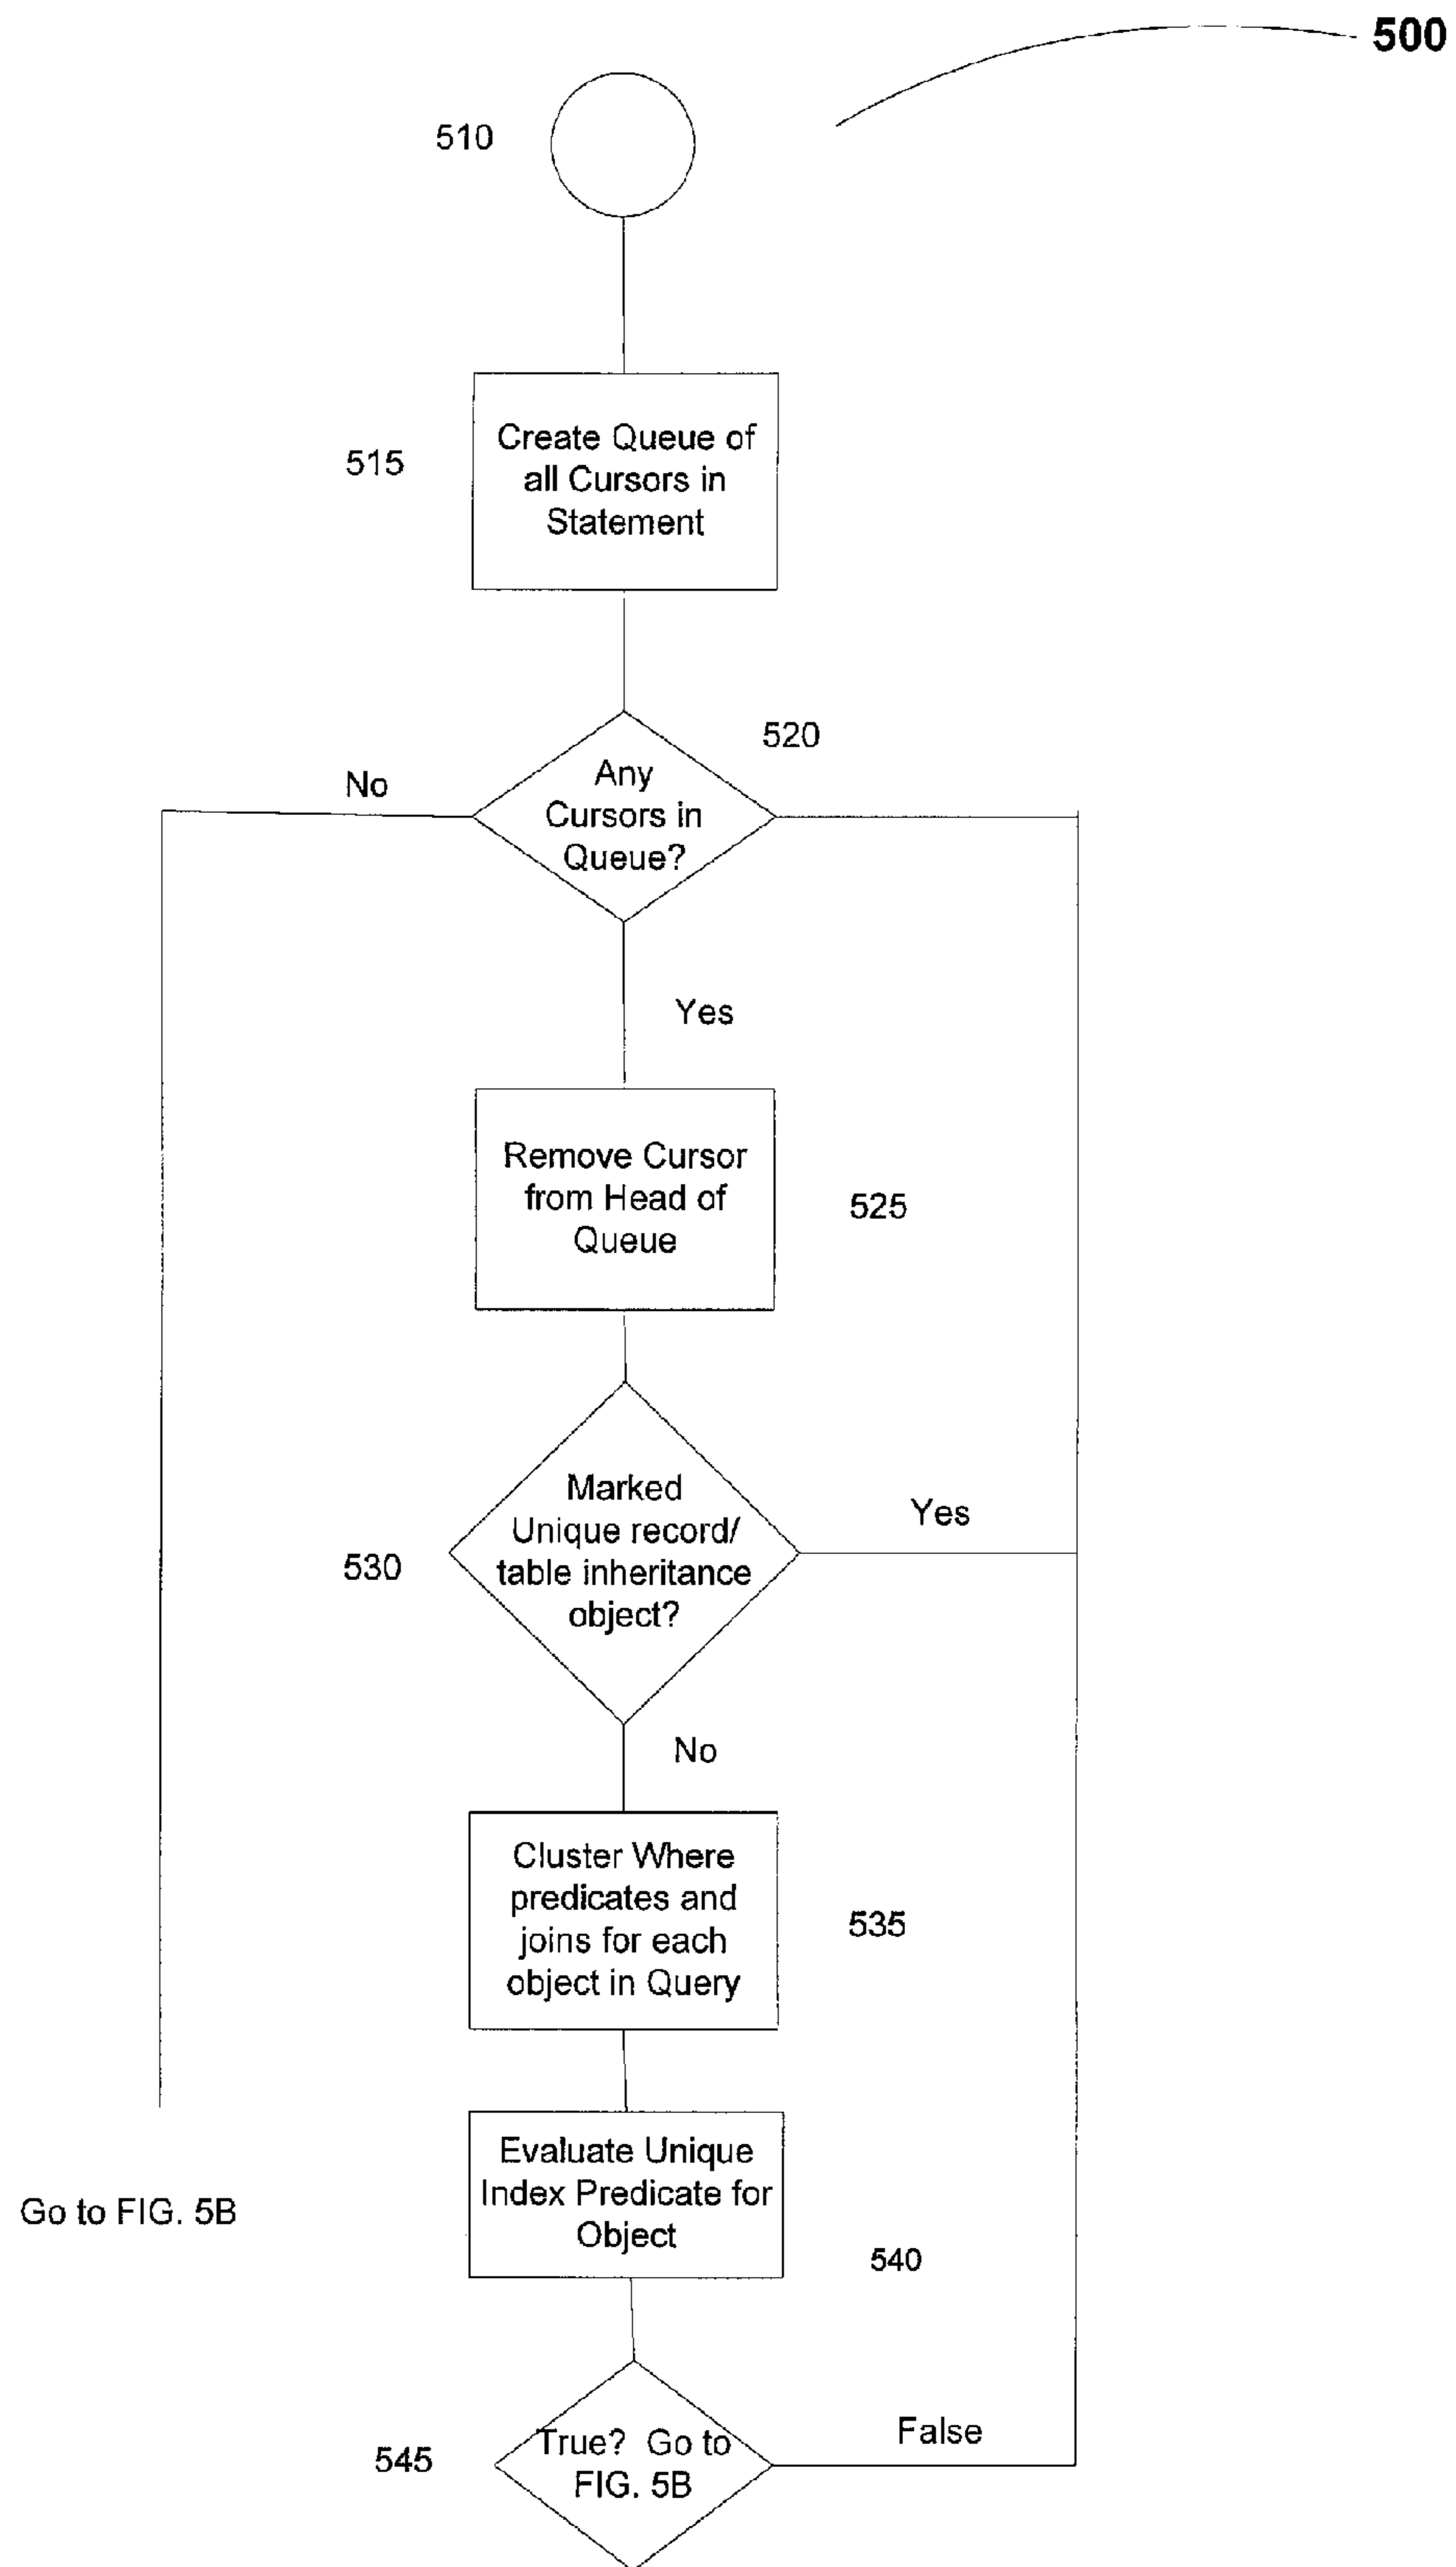 500
510
515
Create Queue of
all Cursors in
Statement
520
No
Any
Cursors in
Queue?
Yes
Remove Cursor
from Head of
Queue
525
530
Marked
Unique record/
table inheritance
object?
Yes
No
Cluster Where
predicates and
joins for each
object in Query
535
Evaluate Unique
Index Predicate for
Object
Go to FIG. 5B
540
545
True? Go to
FIG. 5B
False